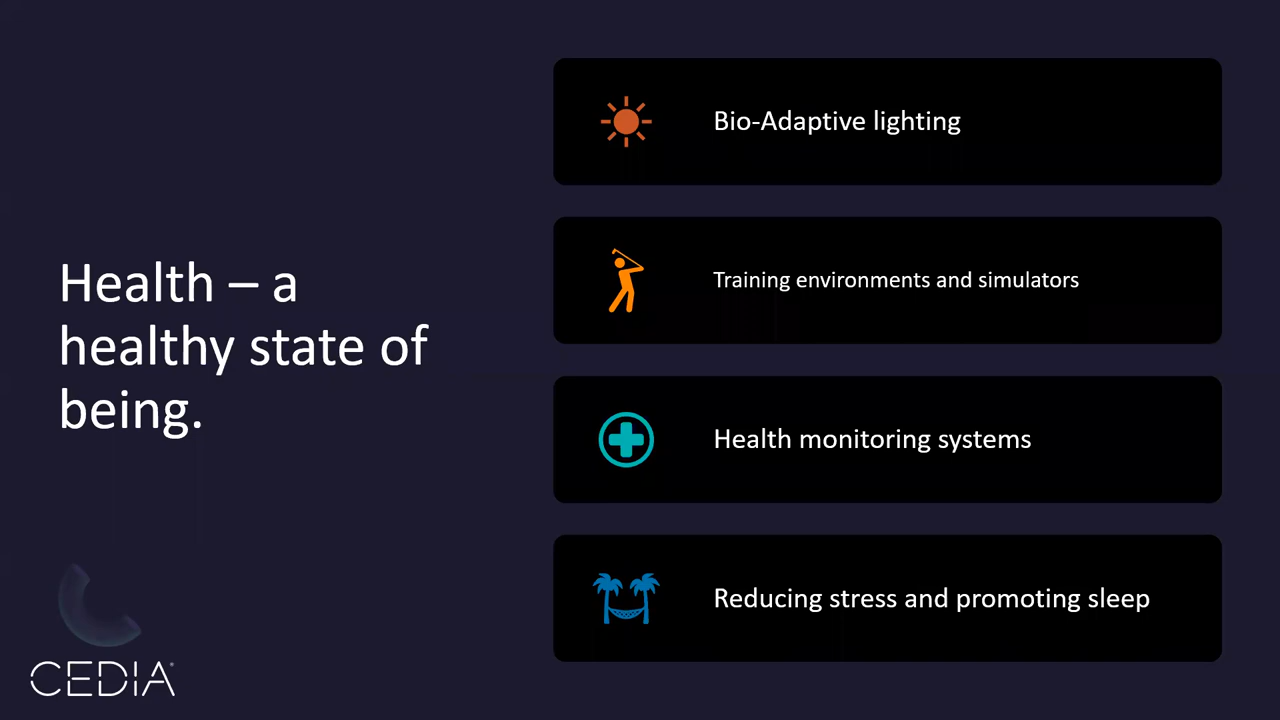 Health – a
healthy state of
being.
Bio-Adaptive lighting
Training environments and simulators
Health monitoring systems
Reducing stress and promoting sleep
CEDIA®